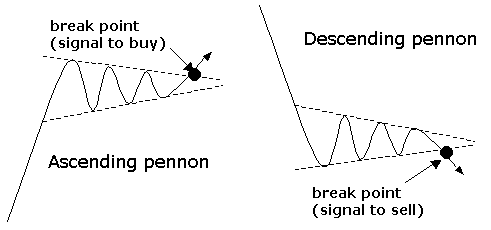 break point
(signal to buy)
Ascending pennon
Descending pennon
break point
(signal to sell)